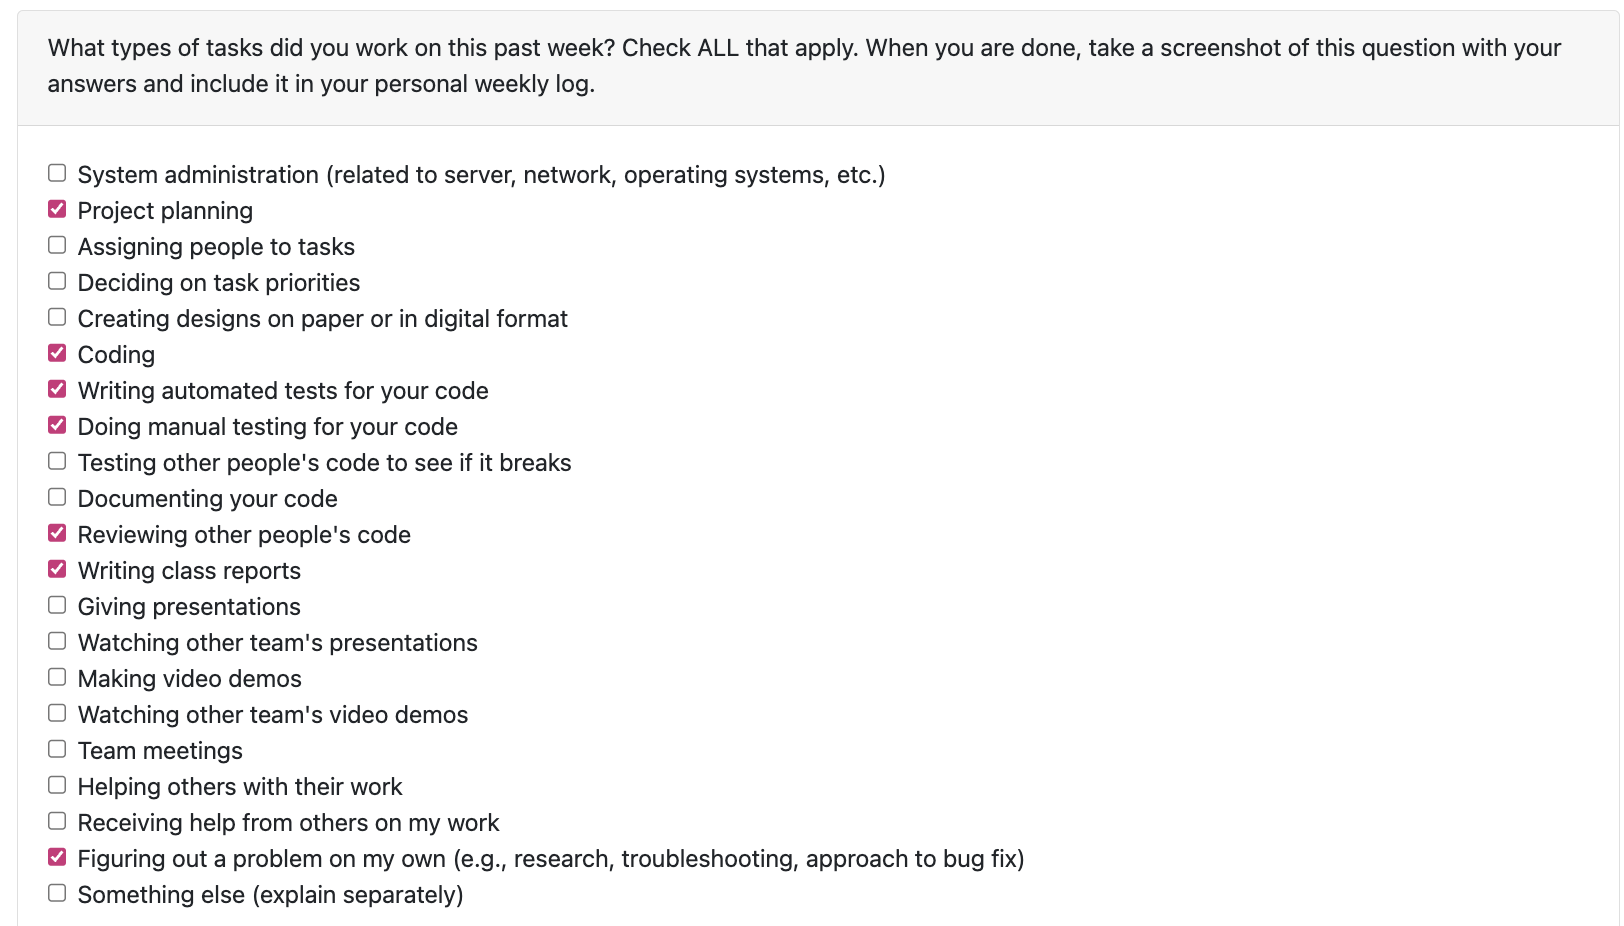 What types of tasks did you work on this past week? Check ALL that apply. When you are done, take a screenshot of this question with your
answers and include it in your personal weekly log.
System administration (related to server, network, operating systems, etc.)
Project planning
Assigning people to tasks
Deciding on task priorities
Creating designs on paper or in digital format
Coding
Writing automated tests for your code
Doing manual testing for your code
Testing other people's code to see if it breaks
Documenting your code
Reviewing other people's code
Writing class reports
Giving presentations
Watching other team's presentations
Making video demos
Watching other team's video demos
Team meetings
Helping others with their work
Receiving help from others on my work
Figuring out a problem on my own (e.g., research, troubleshooting, approach to bug fix)
Something else (explain separately)